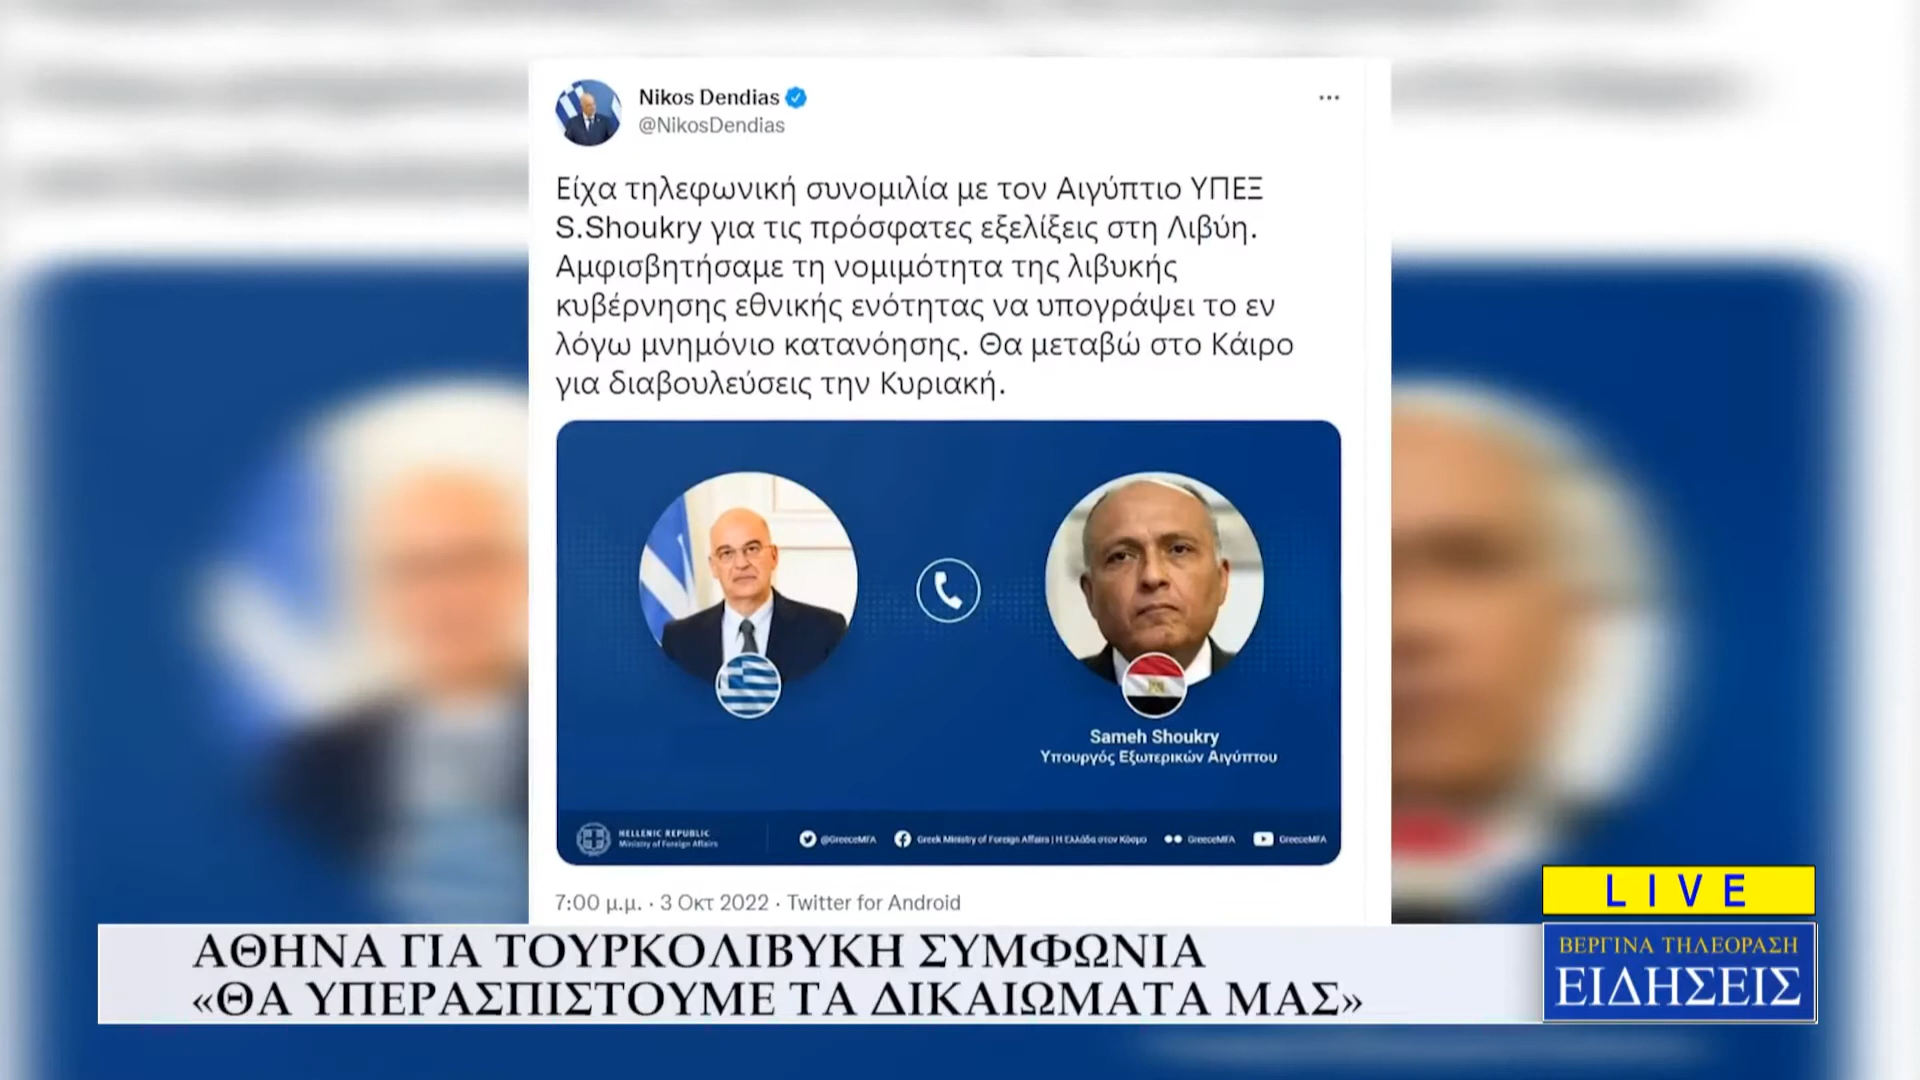 Nikos Dendias
@NikosDendias
Είχα τηλεφωνική συνομιλία με τον Αιγύπτιο ΥΠΕΞ
S.Shoukry για τις πρόσφατες εξελίξεις στη Λιβύη.
Αμφισβητήσαμε τη νομιμότητα της λιβυκής
κυβέρνησης εθνικής ενότητας να υπογράψει το εν
λόγω μνημόνιο κατανόησης. Θα μεταβώ στο Κάιρο
για διαβουλεύσεις την Κυριακή.
Sameh Shoukry
Υπουργός Εξωτερικών Αιγύπτου
HELLENIC REPUBLIC
Ministry of Foreign Affairs
@GreeceMFA
Greek Ministry of Foreign Affairs | Η Ελλάδα στον Κόσμο
GreeceMFA
GreeceMFA
7:00 μ.μ. · 3 Οκτ 2022 · Twitter for Android
LIVE
ΑΘΗΝΑ ΓΙΑ ΤΟΥΡΚΟΛΙΒΥΚΗ ΣΥΜΦΩΝΙΑ
«ΘΑ ΥΠΕΡΑΣΠΙΣΤΟΥΜΕ ΤΑ ΔΙΚΑΙΩΜΑΤΑ ΜΑΣ»
ΒΕΡΓΙΝΑ ΤΗΛΕΟΡΑΣΗ
ΕΙΔΗΣΕΙΣ